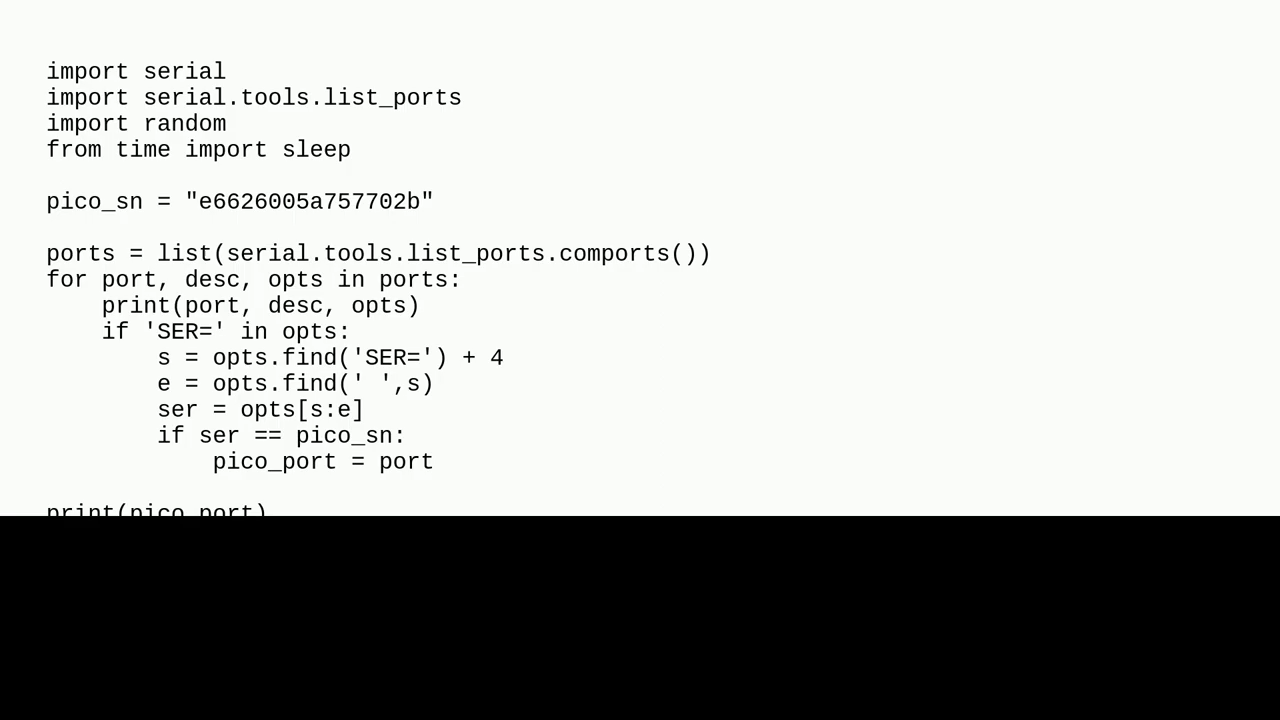 import serial
import serial.tools.list_ports
import random
from time import sleep
pico_sn = "e6626005a757702b"
ports = list(serial.tools.list_ports.comports())
for port, desc, opts in ports:
    print(port, desc, opts)
    if 'SER=' in opts:
        s = opts.find('SER=') + 4
        e = opts.find(' ',s)
        ser = opts[s:e]
        if ser == pico_sn:
            pico_port = port
print(pico_port)